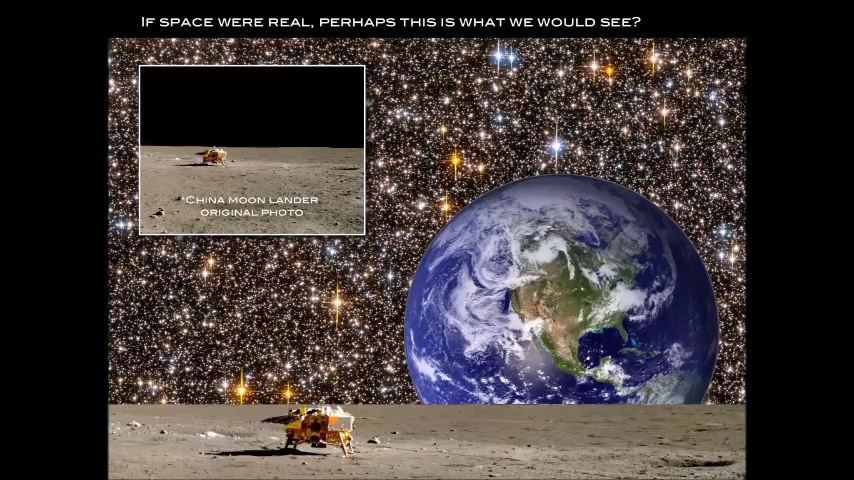 If space were real, perhaps this is what we would see?
*China moon lander
original photo